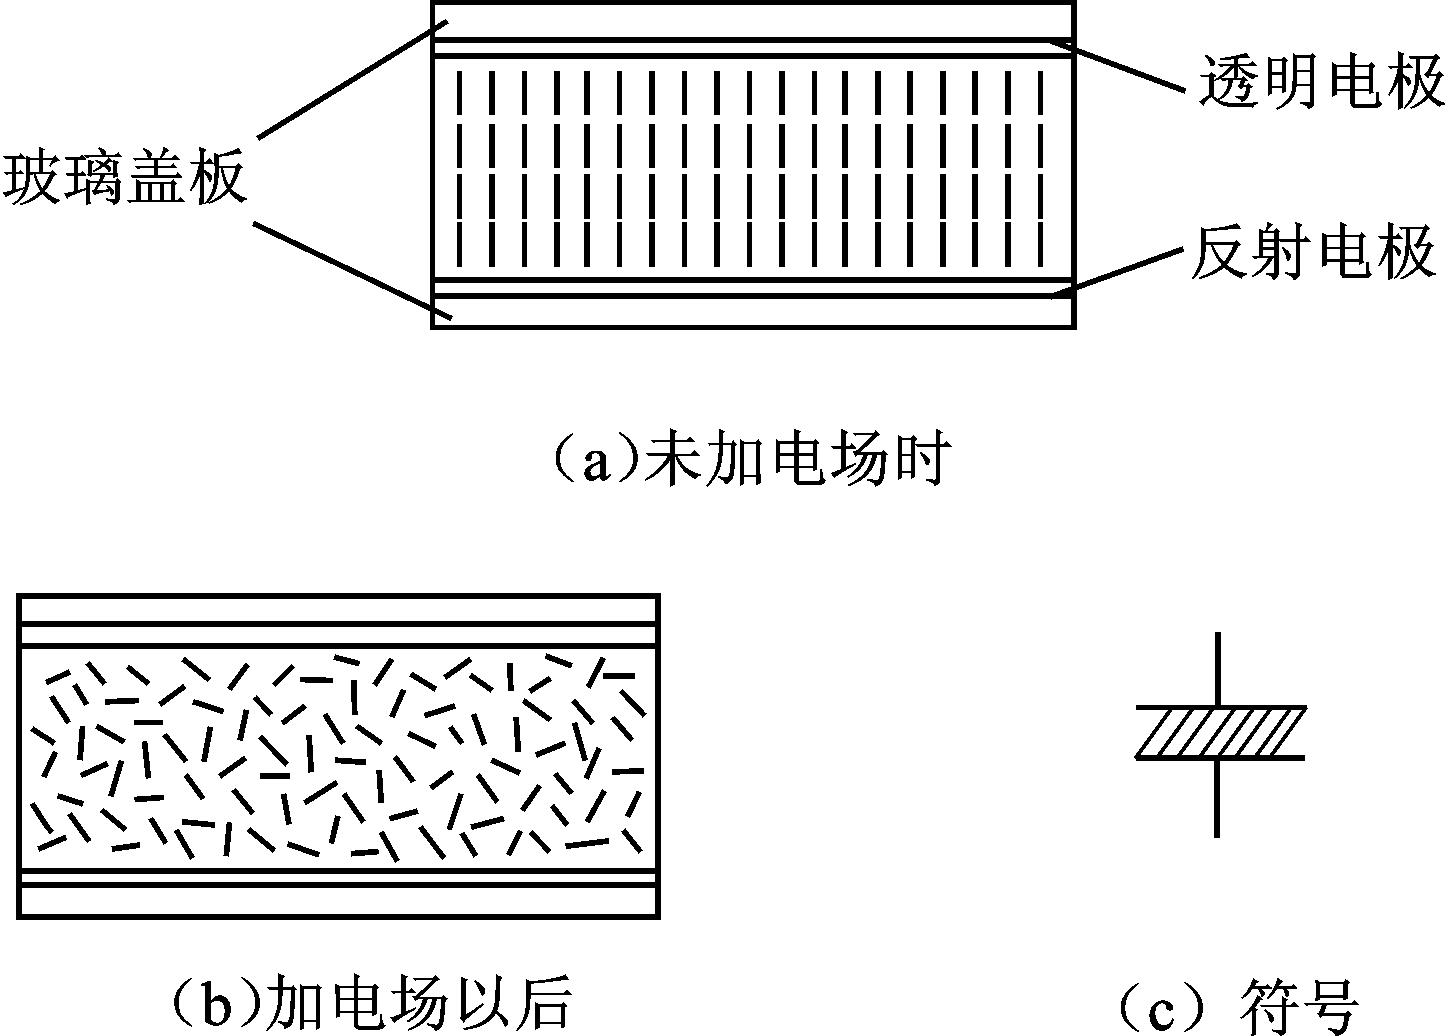 透明电极
玻璃盖板
反射电极
（a）未加电场时
（b）加电场以后
（c）符号